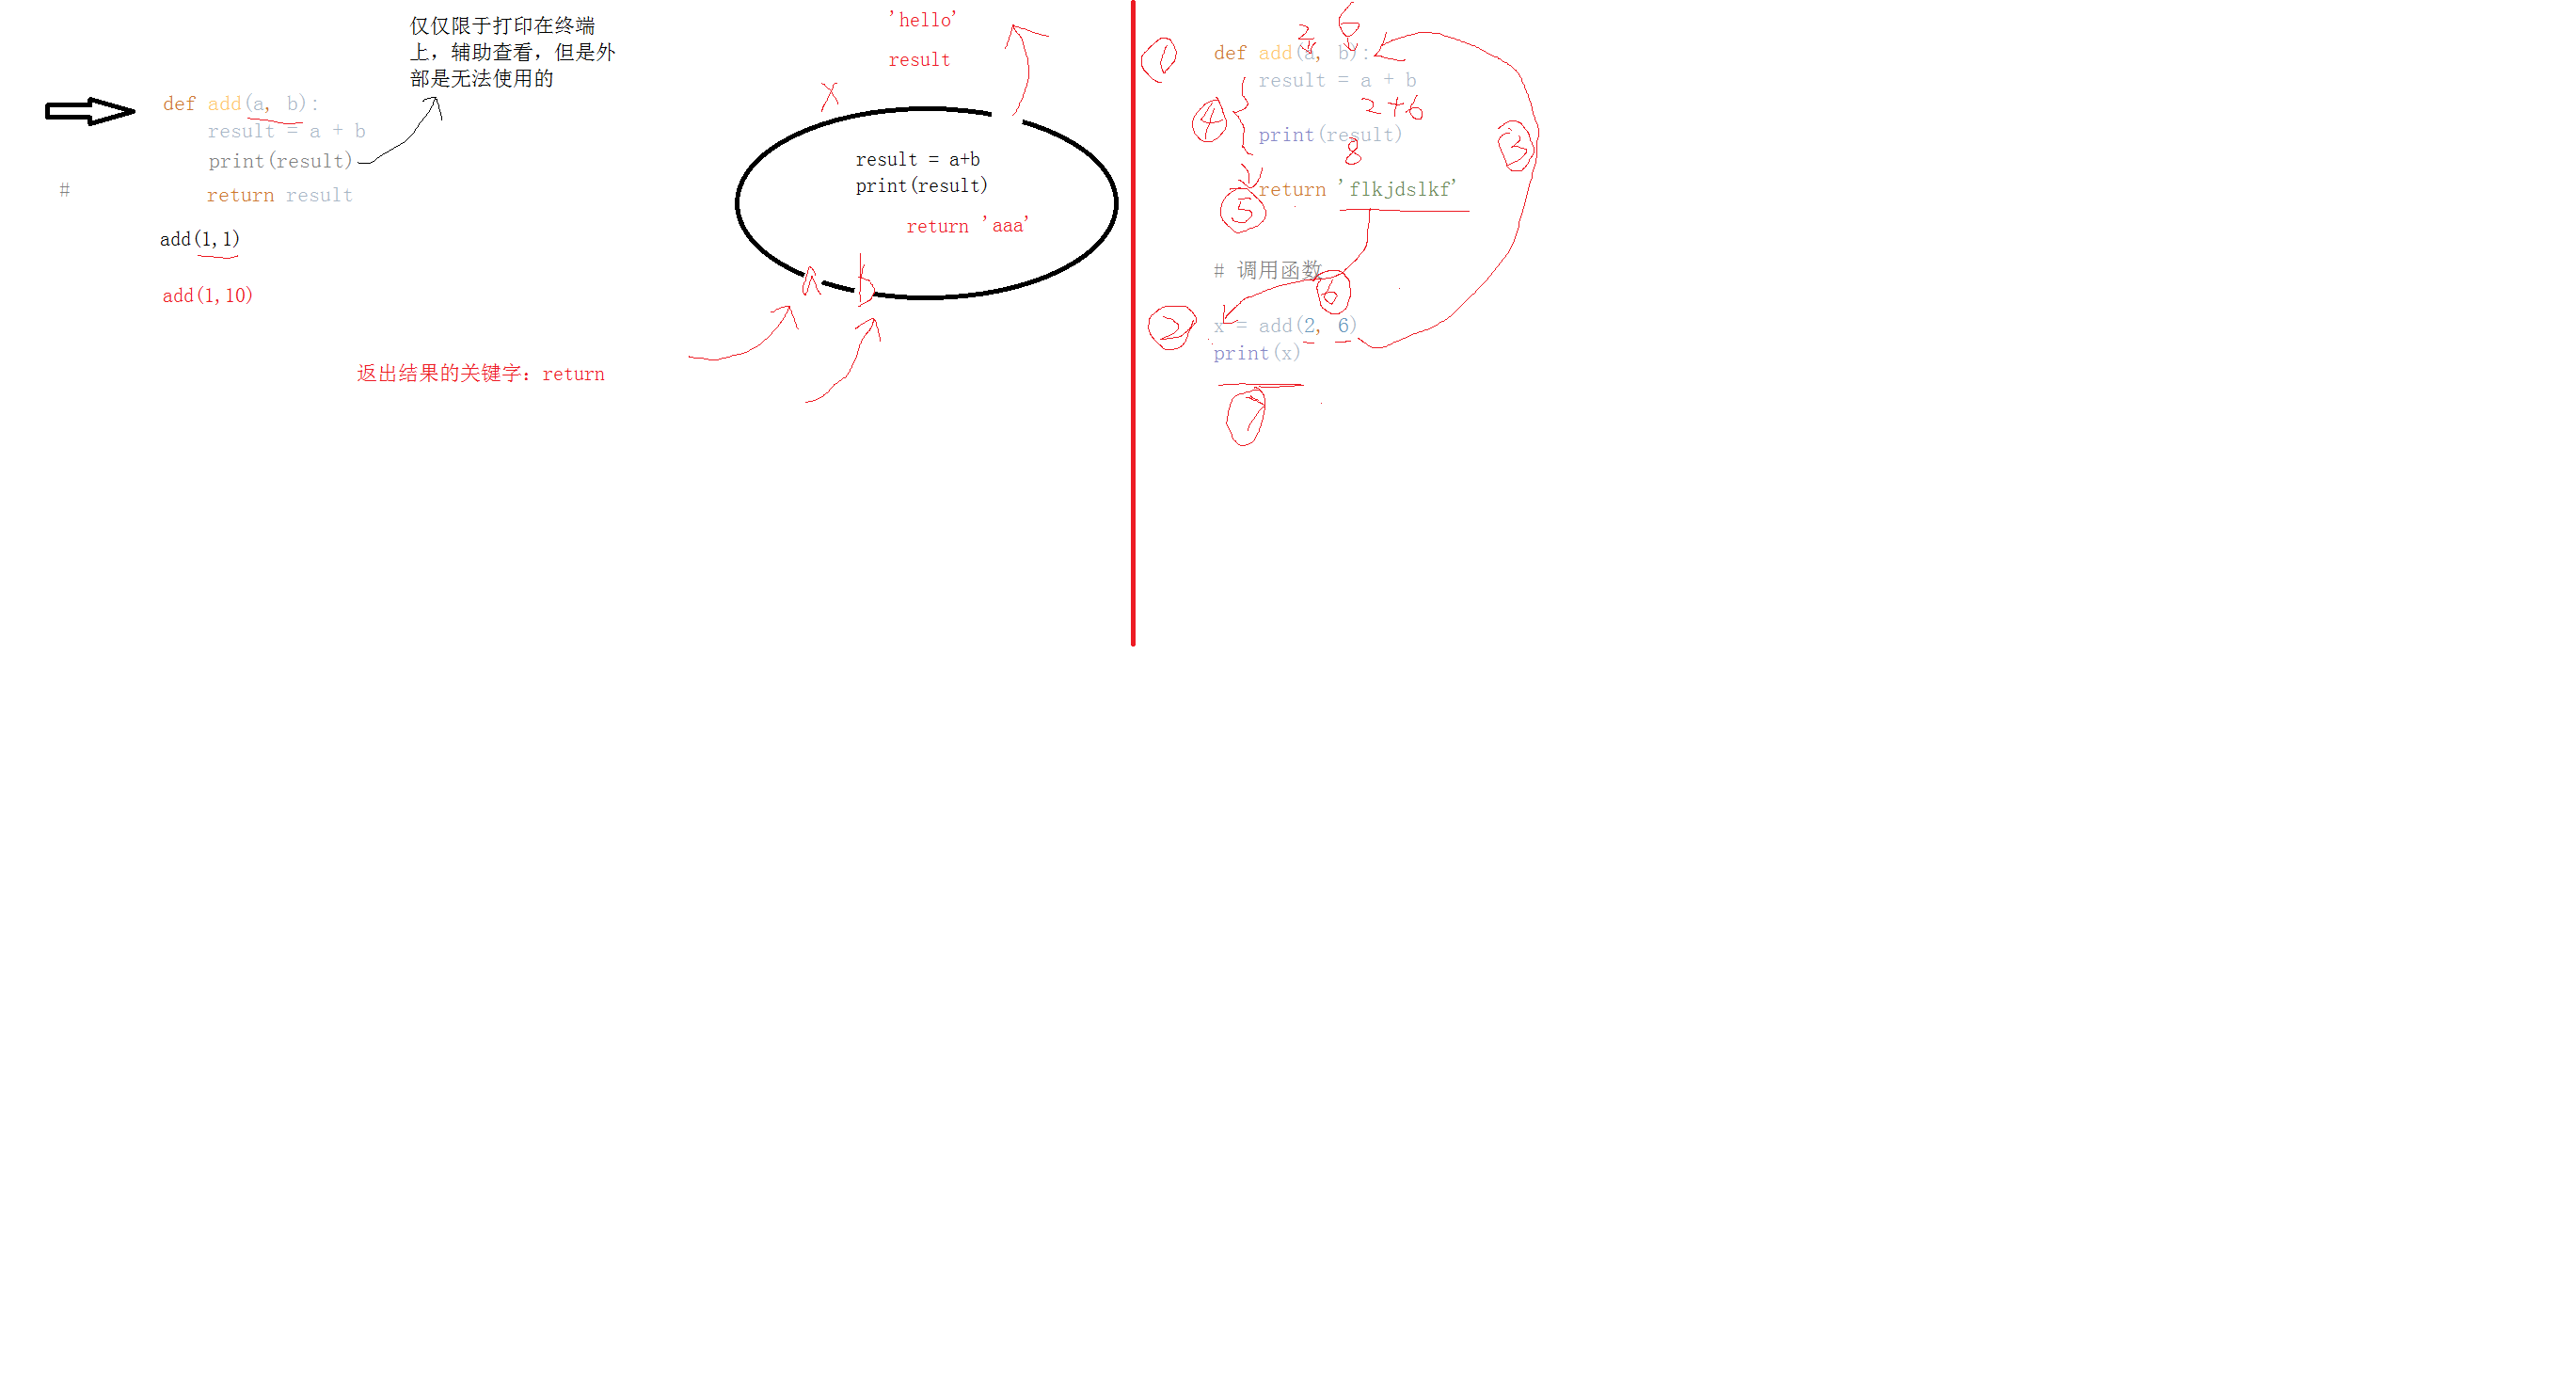 仅仅限于打印在终端
上，辅助查看，但是外
部是无法使用的
def add(a, b):
result = a + b
print(result)
#
return result
add(1,1)
add(1,10)
返出结果的关键字：return
'hello'
result
x
result = a+b
print(result)
return 'aaa'
a b
①
2 6
def add(a, b):
result = a + b
2+6
④
print(result)
8
③
return 'flkjdslkf'
⑤
# 调用函数
⑥
②
x = add(2, 6)
print(x)
⑦